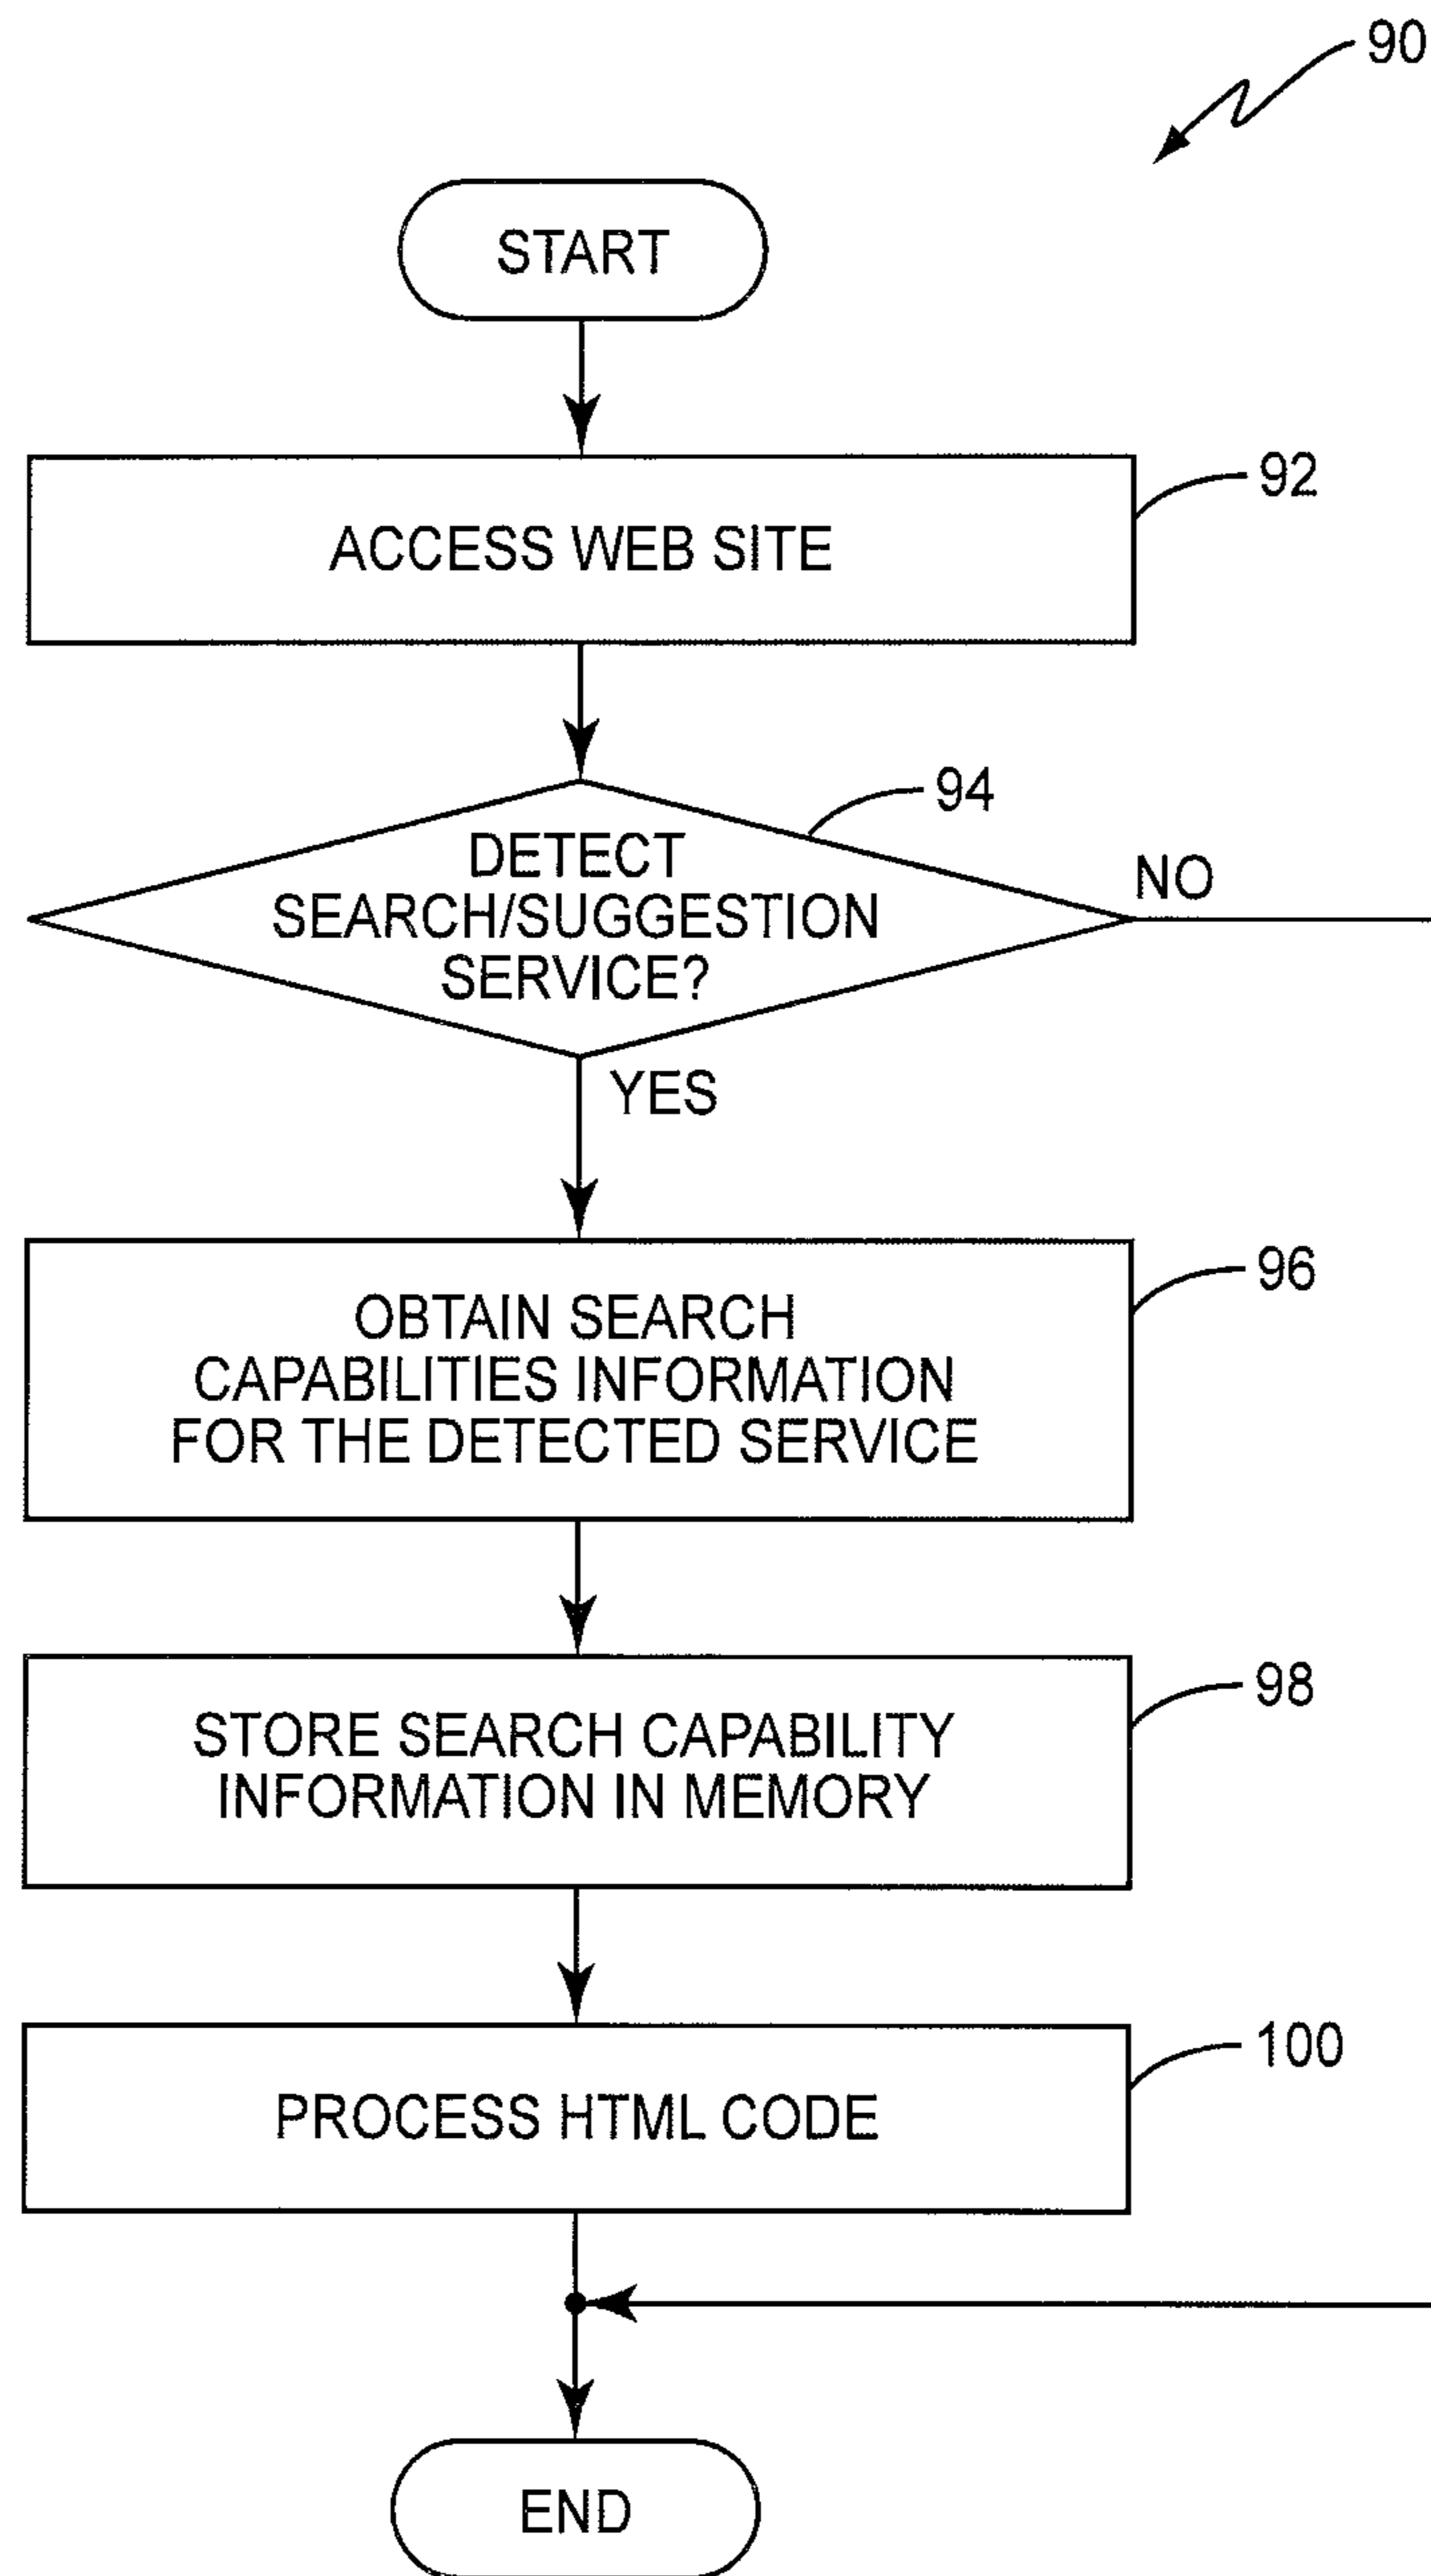 90
START
92
ACCESS WEB SITE
94
DETECT
SEARCH/SUGGESTION
SERVICE?
NO
YES
96
OBTAIN SEARCH
CAPABILITIES INFORMATION
FOR THE DETECTED SERVICE
98
STORE SEARCH CAPABILITY
INFORMATION IN MEMORY
100
PROCESS HTML CODE
END